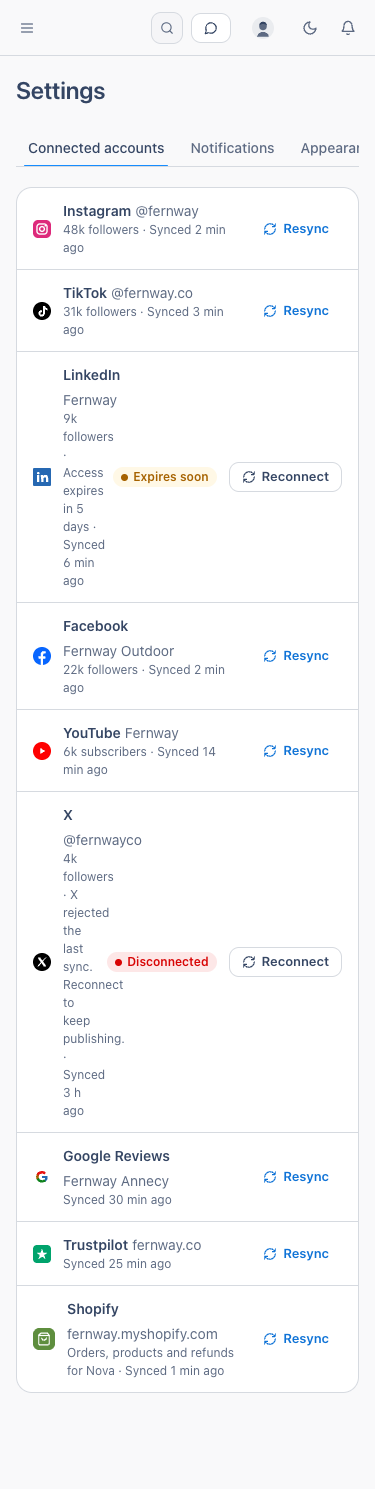 Settings
Connected accounts Notifications Appearan
Instagram @fernway
48k followers · Synced 2 min
ago
Resync
TikTok @fernway.co
31k followers · Synced 3 min
ago
Resync
LinkedIn
Fernway
9k
followers
·
Access
expires
in 5
days ·
Synced
6 min
ago
Expires soon
Reconnect
Facebook
Fernway Outdoor
22k followers · Synced 2 min
ago
Resync
YouTube Fernway
6k subscribers · Synced 14
min ago
Resync
X
@fernwayco
4k
followers
· X
rejected
the
last
sync.
Reconnect
to
keep
publishing.
·
Synced
3 h
ago
Disconnected
Reconnect
Google Reviews
Fernway Annecy
Synced 30 min ago
Resync
Trustpilot fernway.co
Synced 25 min ago
Resync
Shopify
fernway.myshopify.com
Orders, products and refunds
for Nova · Synced 1 min ago
Resync